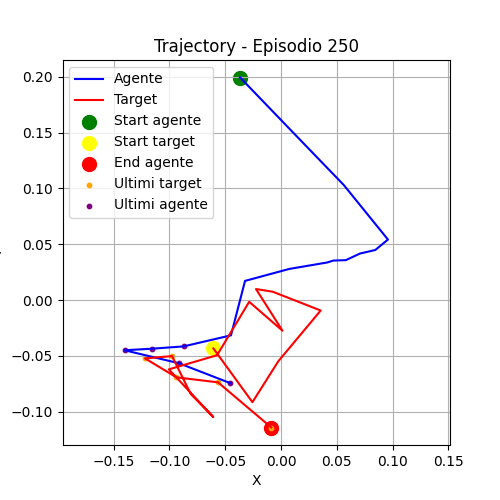 Trajectory - Episodio 250
Agente
Target
Start agente
Start target
End agente
Ultimi target
Ultimi agente
0.20
0.15
0.10
0.05
0.00
−0.05
−0.10
−0.15 −0.10 −0.05 0.00 0.05 0.10 0.15
X